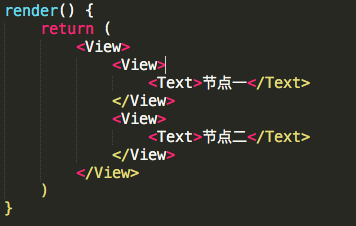 render() {
    return (
        <View>
            <View>
                <Text>节点一</Text>
            </View>
            <View>
                <Text>节点二</Text>
            </View>
        </View>
    )
}